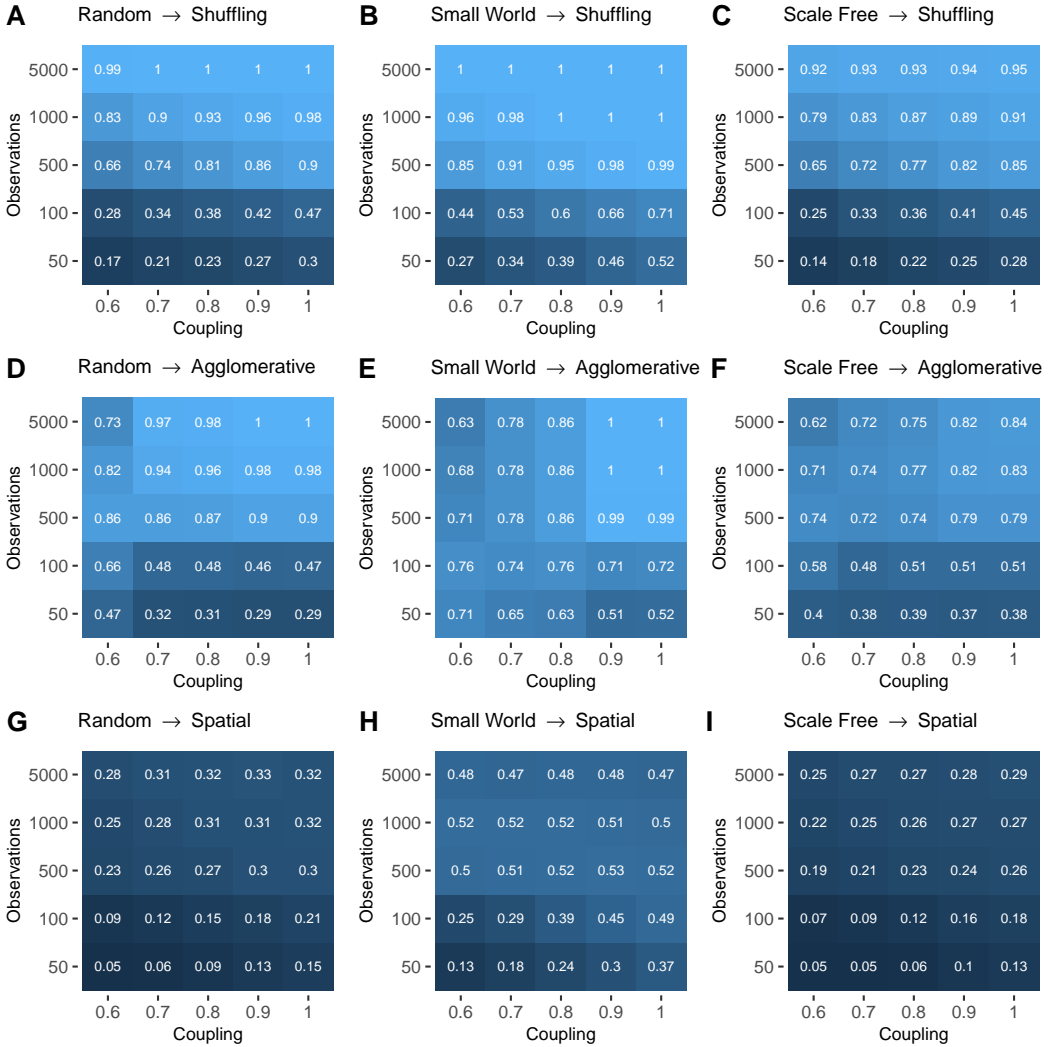 A Random → Shuffling
Observations
5000 0.99 1 1 1 1
1000 0.83 0.9 0.93 0.96 0.98
500 0.66 0.74 0.81 0.86 0.9
100 0.28 0.34 0.38 0.42 0.47
50 0.17 0.21 0.23 0.27 0.3
0.6 0.7 0.8 0.9 1
Coupling
B Small World → Shuffling
Observations
5000 1 1 1 1 1
1000 0.96 0.98 1 1 1
500 0.85 0.91 0.95 0.98 0.99
100 0.44 0.53 0.6 0.66 0.71
50 0.27 0.34 0.39 0.46 0.52
0.6 0.7 0.8 0.9 1
Coupling
C Scale Free → Shuffling
Observations
5000 0.92 0.93 0.93 0.94 0.95
1000 0.79 0.83 0.87 0.89 0.91
500 0.65 0.72 0.77 0.82 0.85
100 0.25 0.33 0.36 0.41 0.45
50 0.14 0.18 0.22 0.25 0.28
0.6 0.7 0.8 0.9 1
Coupling
D Random → Agglomerative
Observations
5000 0.73 0.97 0.98 1 1
1000 0.82 0.94 0.96 0.98 0.98
500 0.86 0.86 0.87 0.9 0.9
100 0.66 0.48 0.48 0.46 0.47
50 0.47 0.32 0.31 0.29 0.29
0.6 0.7 0.8 0.9 1
Coupling
E Small World → Agglomerative
Observations
5000 0.63 0.78 0.86 1 1
1000 0.68 0.78 0.86 1 1
500 0.71 0.78 0.86 0.99 0.99
100 0.76 0.74 0.76 0.71 0.72
50 0.71 0.65 0.63 0.51 0.52
0.6 0.7 0.8 0.9 1
Coupling
F Scale Free → Agglomerative
Observations
5000 0.62 0.72 0.75 0.82 0.84
1000 0.71 0.74 0.77 0.82 0.83
500 0.74 0.72 0.74 0.79 0.79
100 0.58 0.48 0.51 0.51 0.51
50 0.4 0.38 0.39 0.37 0.38
0.6 0.7 0.8 0.9 1
Coupling
G Random → Spatial
Observations
5000 0.28 0.31 0.32 0.33 0.32
1000 0.25 0.28 0.31 0.31 0.32
500 0.23 0.26 0.27 0.3 0.3
100 0.09 0.12 0.15 0.18 0.21
50 0.05 0.06 0.09 0.13 0.15
0.6 0.7 0.8 0.9 1
Coupling
H Small World → Spatial
Observations
5000 0.48 0.47 0.48 0.48 0.47
1000 0.52 0.52 0.52 0.51 0.5
500 0.5 0.51 0.52 0.53 0.52
100 0.25 0.29 0.39 0.45 0.49
50 0.13 0.18 0.24 0.3 0.37
0.6 0.7 0.8 0.9 1
Coupling
I Scale Free → Spatial
Observations
5000 0.25 0.27 0.27 0.28 0.29
1000 0.22 0.25 0.26 0.27 0.27
500 0.19 0.21 0.23 0.24 0.26
100 0.07 0.09 0.12 0.16 0.18
50 0.05 0.05 0.06 0.1 0.13
0.6 0.7 0.8 0.9 1
Coupling